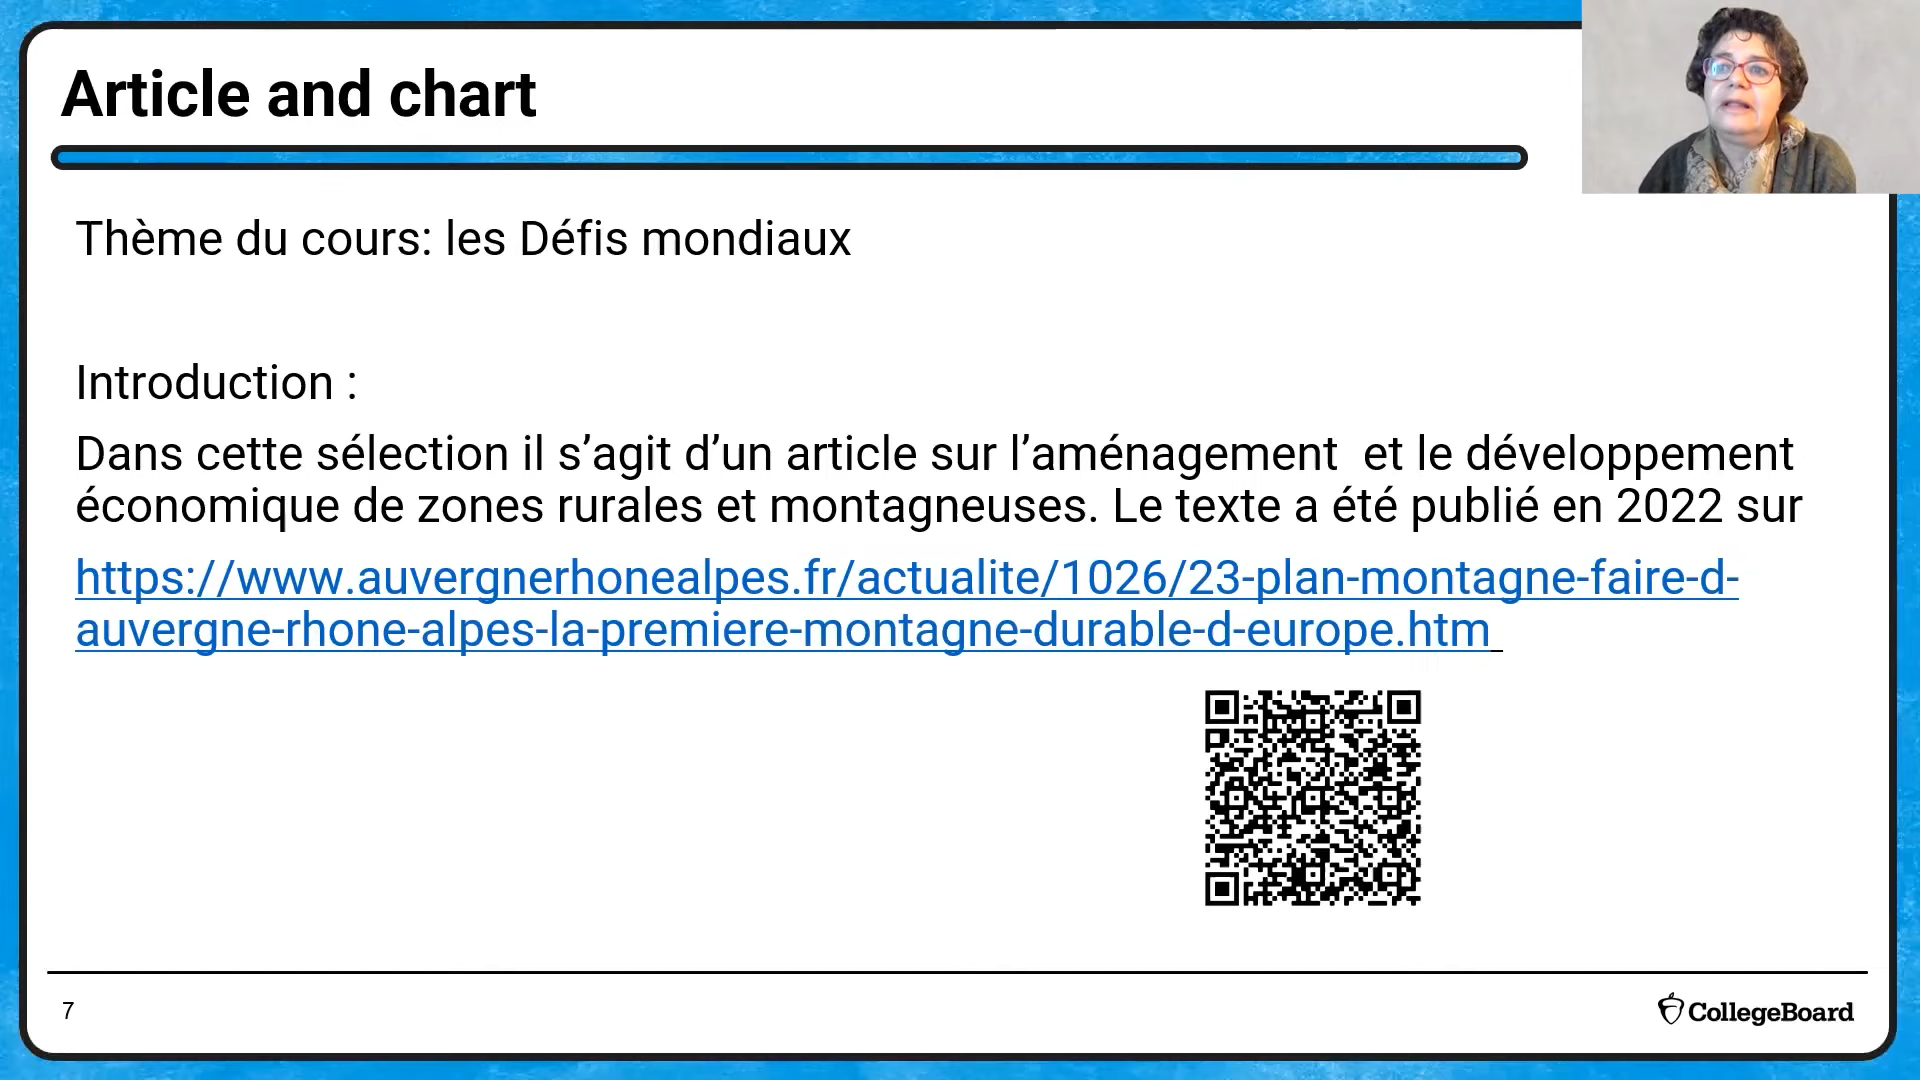 Article and chart
Thème du cours: les Défis mondiaux
Introduction :
Dans cette sélection il s’agit d’un article sur l’aménagement  et le développement
économique de zones rurales et montagneuses. Le texte a été publié en 2022 sur
https://www.auvergnerhonealpes.fr/actualite/1026/23-plan-montagne-faire-d-
auvergne-rhone-alpes-la-premiere-montagne-durable-d-europe.htm
7
CollegeBoard